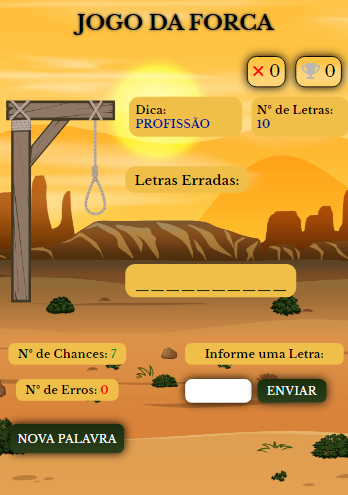 JOGO DA FORCA
✕ 0 🏆 0
Dica:
PROFISSÃO
Nº de Letras:
10
Letras Erradas:
_ _ _ _ _ _ _ _ _ _
Nº de Chances: 7
Informe uma Letra:
Nº de Erros: 0
ENVIAR
NOVA PALAVRA